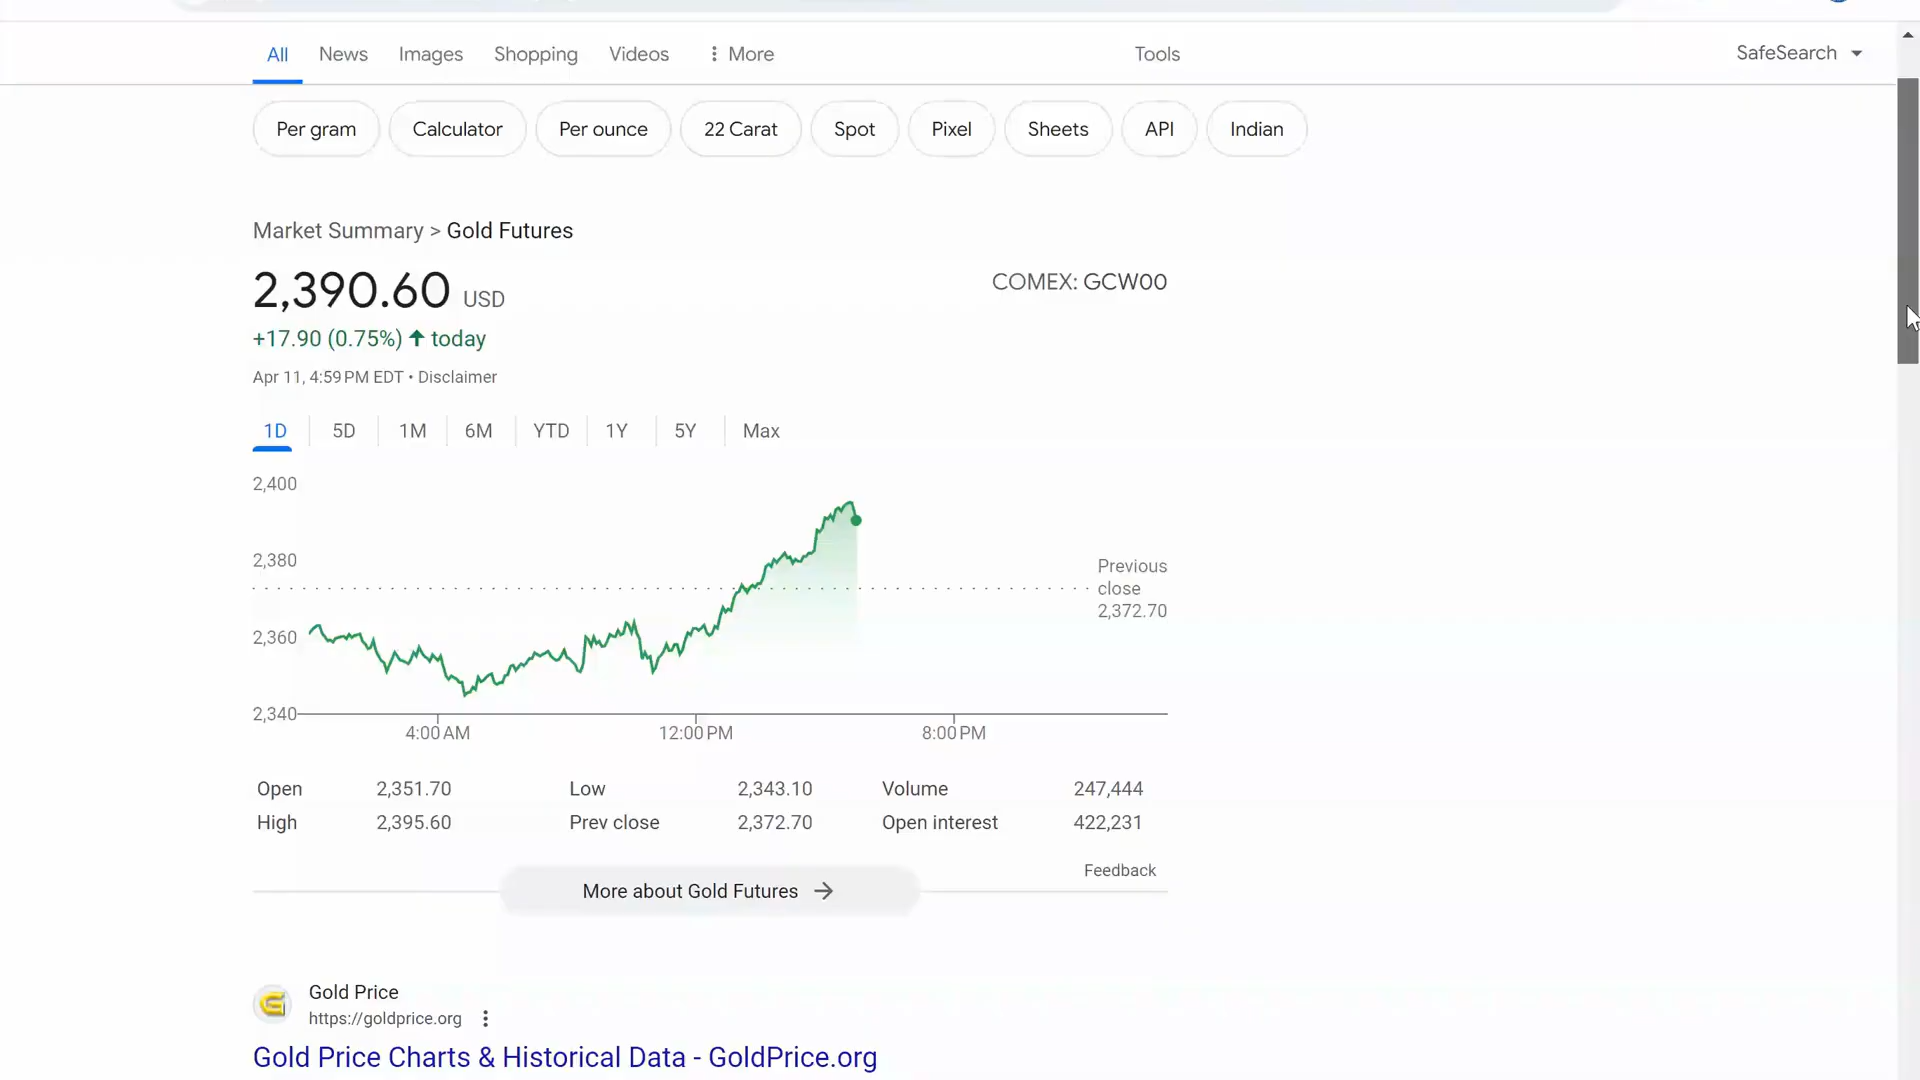 All News Images Shopping Videos More Tools SafeSearch
Per gram Calculator Per ounce 22 Carat Spot Pixel Sheets API Indian
Market Summary > Gold Futures
2,390.60 USD
COMEX: GCW00
+17.90 (0.75%) today
Apr 11, 4:59 PM EDT • Disclaimer
1D 5D 1M 6M YTD 1Y 5Y Max
2,400
2,380
Previous
close
2,372.70
2,360
2,340
4:00 AM 12:00 PM 8:00 PM
Open 2,351.70 Low 2,343.10 Volume 247,444
High 2,395.60 Prev close 2,372.70 Open interest 422,231
Feedback
More about Gold Futures
Gold Price
https://goldprice.org
Gold Price Charts & Historical Data - GoldPrice.org